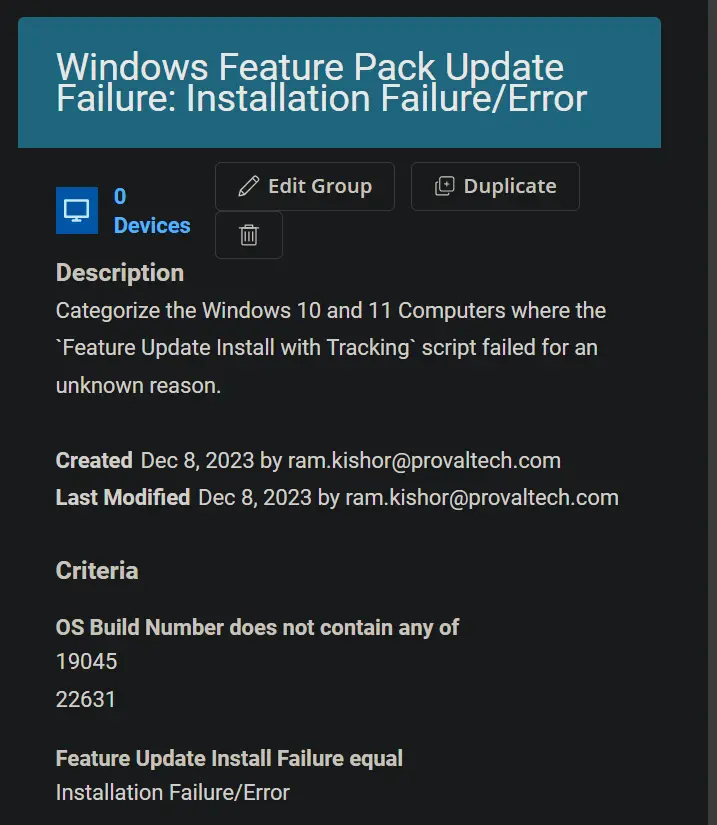 Windows Feature Pack Update
Failure: Installation Failure/Error
0
Devices
Edit Group
Duplicate
Description
Categorize the Windows 10 and 11 Computers where the
`Feature Update Install with Tracking` script failed for an
unknown reason.
Created Dec 8, 2023 by ram.kishor@provaltech.com
Last Modified Dec 8, 2023 by ram.kishor@provaltech.com
Criteria
OS Build Number does not contain any of
19045
22631
Feature Update Install Failure equal
Installation Failure/Error